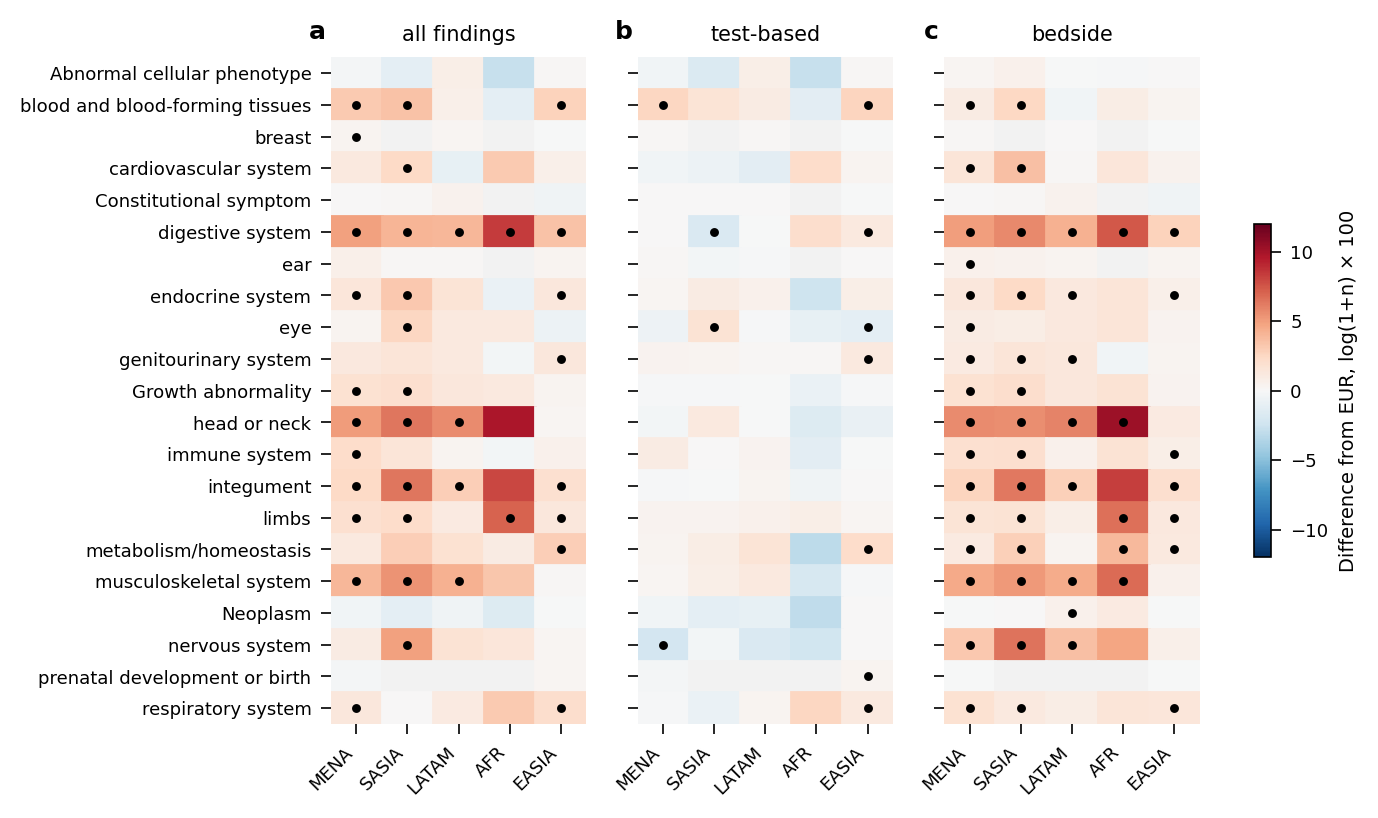 a all findings
b test-based
c bedside
Abnormal cellular phenotype
blood and blood-forming tissues
breast
cardiovascular system
Constitutional symptom
digestive system
ear
endocrine system
eye
genitourinary system
Growth abnormality
head or neck
immune system
integument
limbs
metabolism/homeostasis
musculoskeletal system
Neoplasm
nervous system
prenatal development or birth
respiratory system
MENA SASIA LATAM AFR EASIA
MENA SASIA LATAM AFR EASIA
MENA SASIA LATAM AFR EASIA
10
5
0
−5
−10
Difference from EUR, log(1+n) × 100